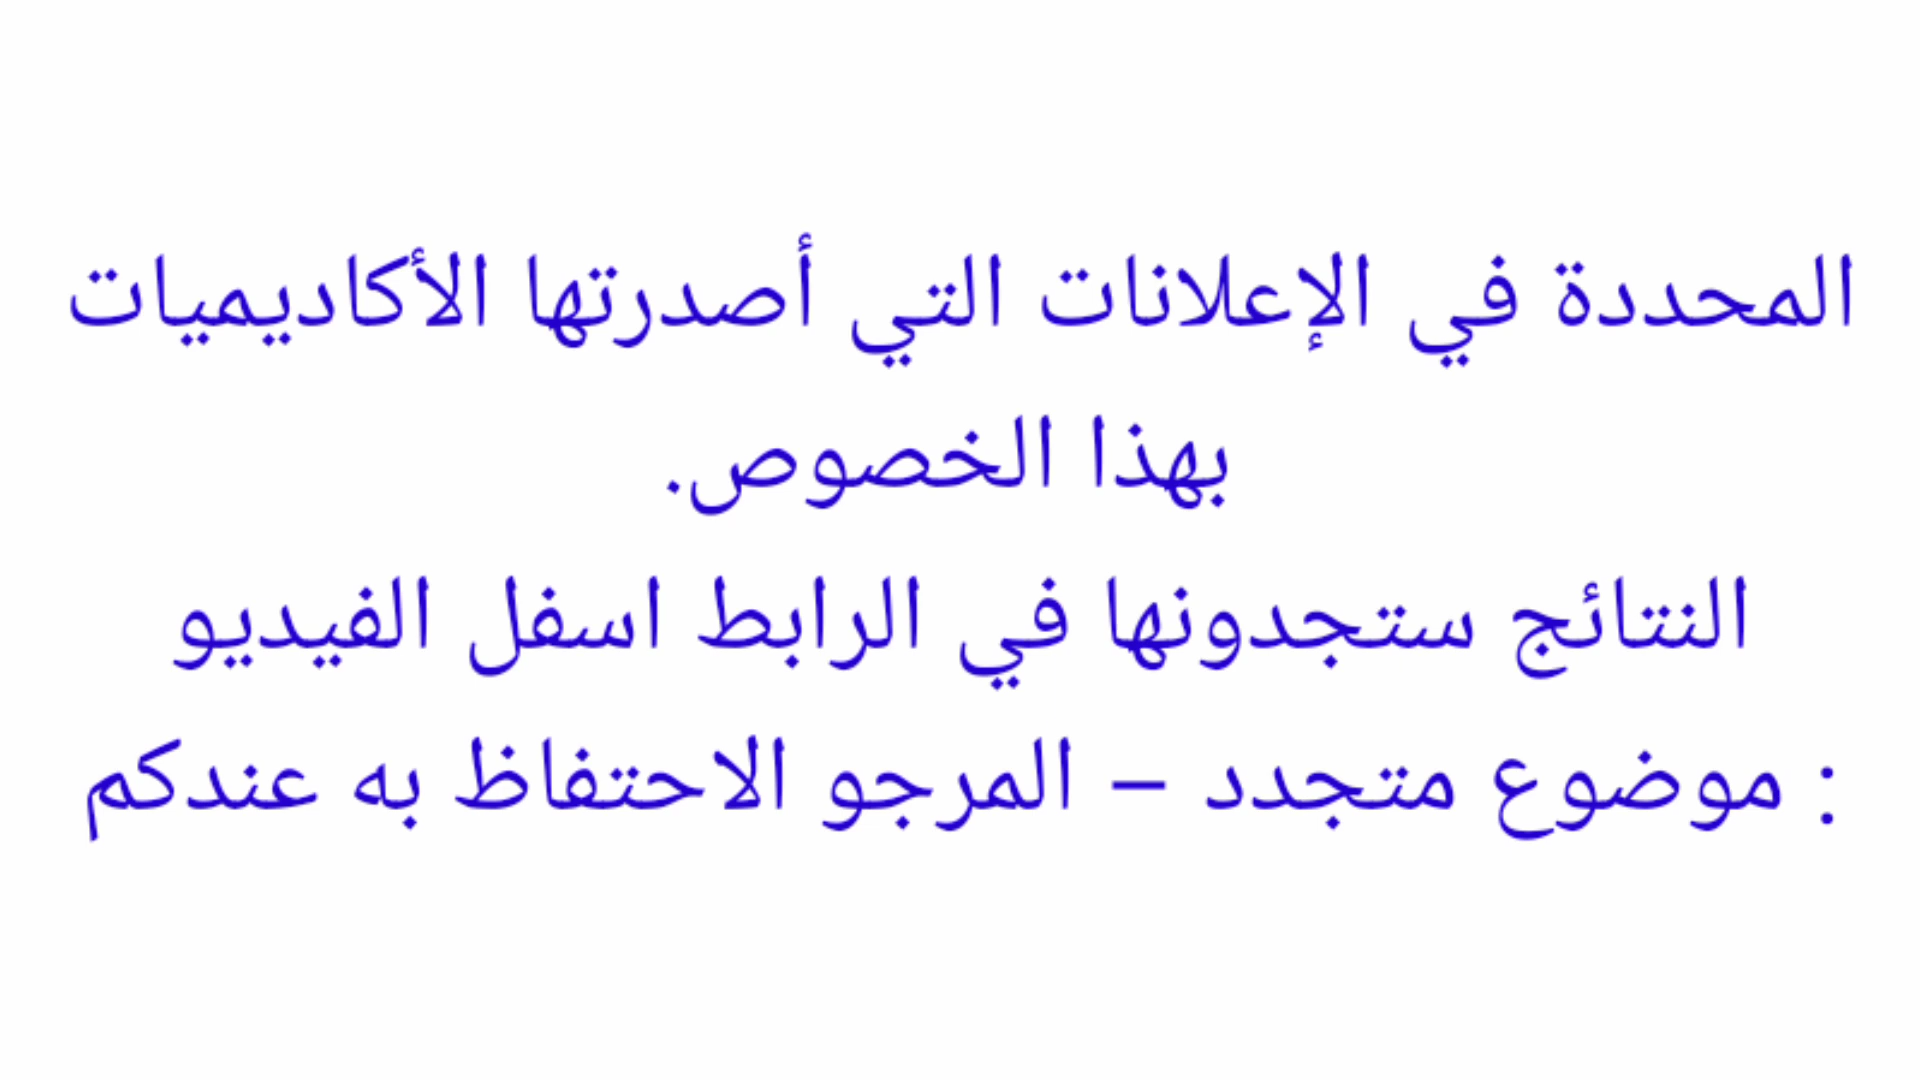 المحددة في الإعلانات التي أصدرتها الأكاديميات
بهذا الخصوص.
النتائج ستجدونها في الرابط اسفل الفيديو
: موضوع متجدد – المرجو الاحتفاظ به عندكم